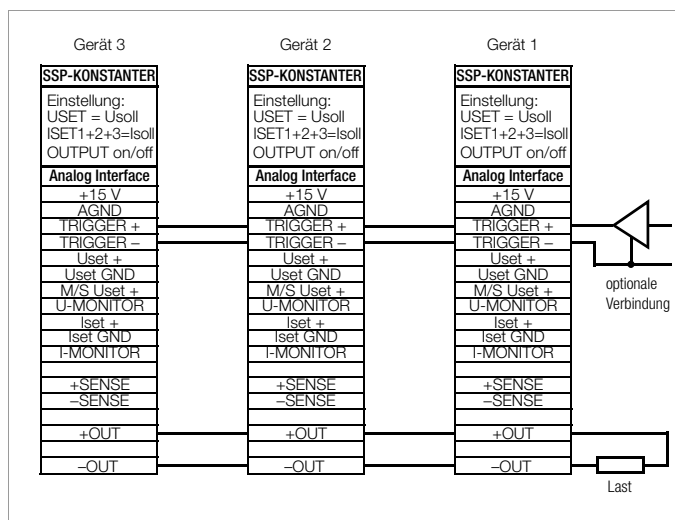 Gerät 3
SSP-KONSTANTER
Einstellung:
USET = Usoll
ISET1+2+3=Isoll
OUTPUT on/off
Analog Interface
+15 V
AGND
TRIGGER +
TRIGGER –
Uset +
Uset GND
M/S Uset +
U-MONITOR
Iset +
Iset GND
I-MONITOR
+SENSE
–SENSE
+OUT
–OUT
Gerät 2
SSP-KONSTANTER
Einstellung:
USET = Usoll
ISET1+2+3=Isoll
OUTPUT on/off
Analog Interface
+15 V
AGND
TRIGGER +
TRIGGER –
Uset +
Uset GND
M/S Uset +
U-MONITOR
Iset +
Iset GND
I-MONITOR
+SENSE
–SENSE
+OUT
–OUT
Gerät 1
SSP-KONSTANTER
Einstellung:
USET = Usoll
ISET1+2+3=Isoll
OUTPUT on/off
Analog Interface
+15 V
AGND
TRIGGER +
TRIGGER –
Uset +
Uset GND
M/S Uset +
U-MONITOR
Iset +
Iset GND
I-MONITOR
+SENSE
–SENSE
+OUT
–OUT
optionale
Verbindung
Last